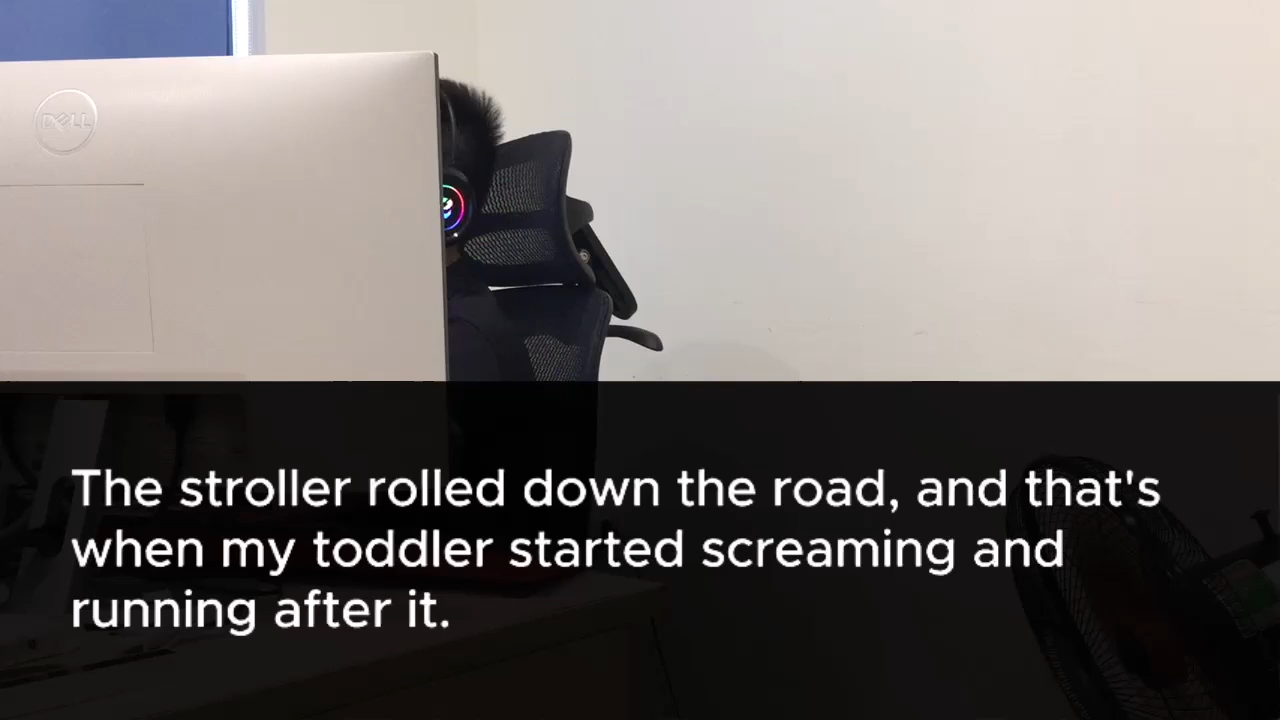 DELL
The stroller rolled down the road, and that's
when my toddler started screaming and
running after it.